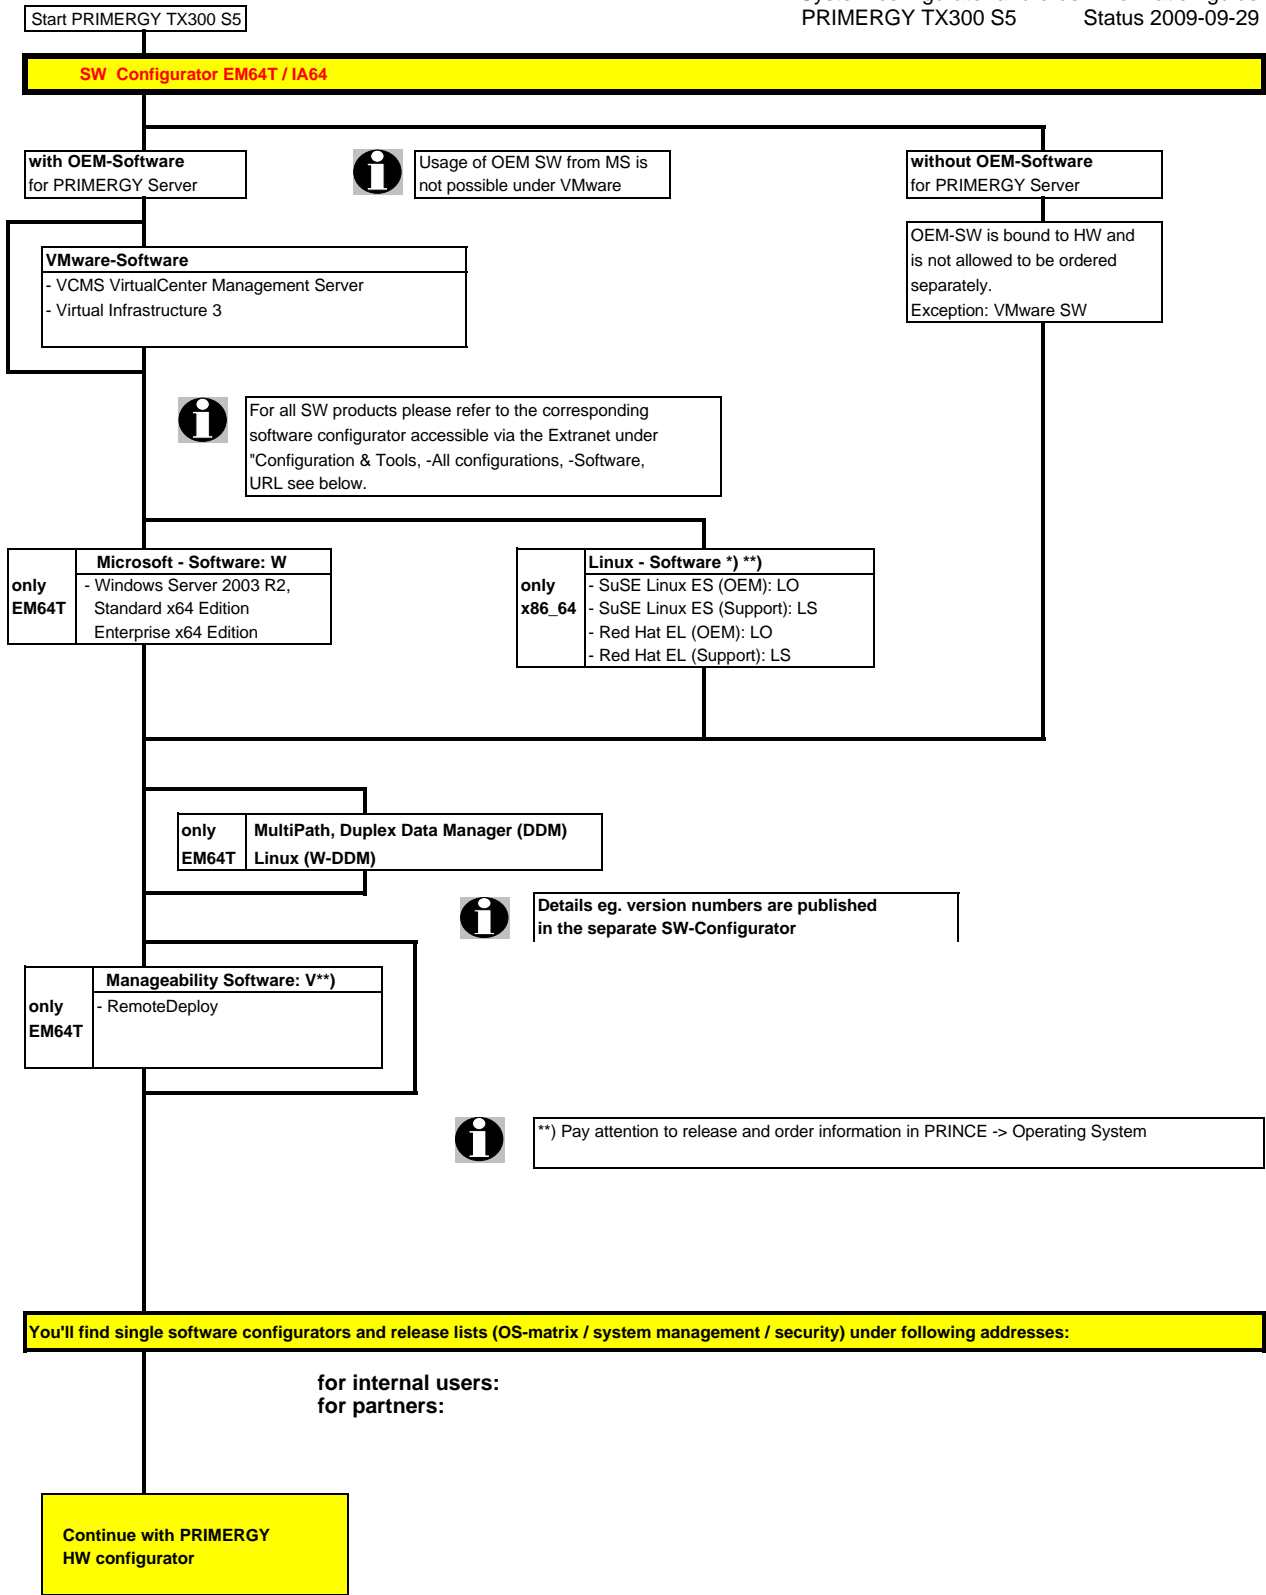 Start PRIMERGY TX300 S5
PRIMERGY TX300 S5 Status 2009-09-29
SW Configurator EM64T / IA64
with OEM-Software
for PRIMERGY Server
Usage of OEM SW from MS is
not possible under VMware
without OEM-Software
for PRIMERGY Server
OEM-SW is bound to HW and
is not allowed to be ordered
separately.
Exception: VMware SW
VMware-Software
- VCMS VirtualCenter Management Server
- Virtual Infrastructure 3
For all SW products please refer to the corresponding
software configurator accessible via the Extranet under
"Configuration & Tools, -All configurations, -Software,
URL see below.
only
EM64T
Microsoft - Software: W
- Windows Server 2003 R2,
Standard x64 Edition
Enterprise x64 Edition
only
x86_64
Linux - Software *) **)
- SuSE Linux ES (OEM): LO
- SuSE Linux ES (Support): LS
- Red Hat EL (OEM): LO
- Red Hat EL (Support): LS
only
EM64T
MultiPath, Duplex Data Manager (DDM)
Linux (W-DDM)
Details eg. version numbers are published
in the separate SW-Configurator
only
EM64T
Manageability Software: V**)
- RemoteDeploy
**) Pay attention to release and order information in PRINCE -> Operating System
You'll find single software configurators and release lists (OS-matrix / system management / security) under following addresses:
for internal users:
for partners:
Continue with PRIMERGY
HW configurator